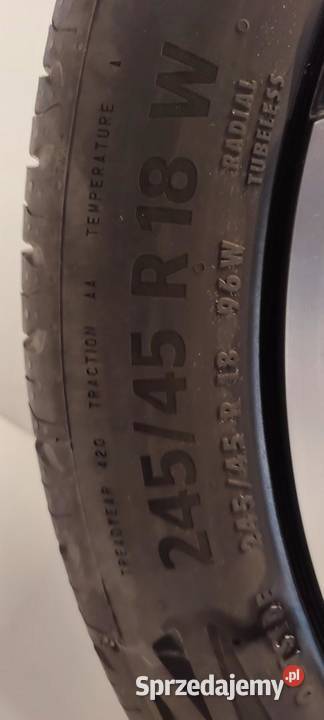 TREADWEAR 420 TRACTION AA TEMPERATURE A
245/45 R 18 W
245/45 R 18 96W
RADIAL
TUBELESS
Sprzedajemy.pl